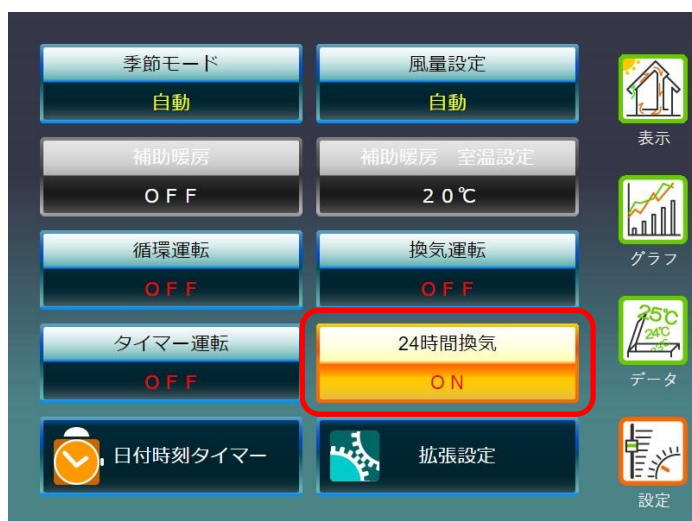 季節モード
自動
風量設定
自動
補助暖房
OFF
補助暖房 室温設定
20℃
循環運転
OFF
換気運転
OFF
タイマー運転
OFF
24時間換気
ON
日付時刻タイマー
拡張設定
表示
グラフ
25℃
24℃
データ
設定